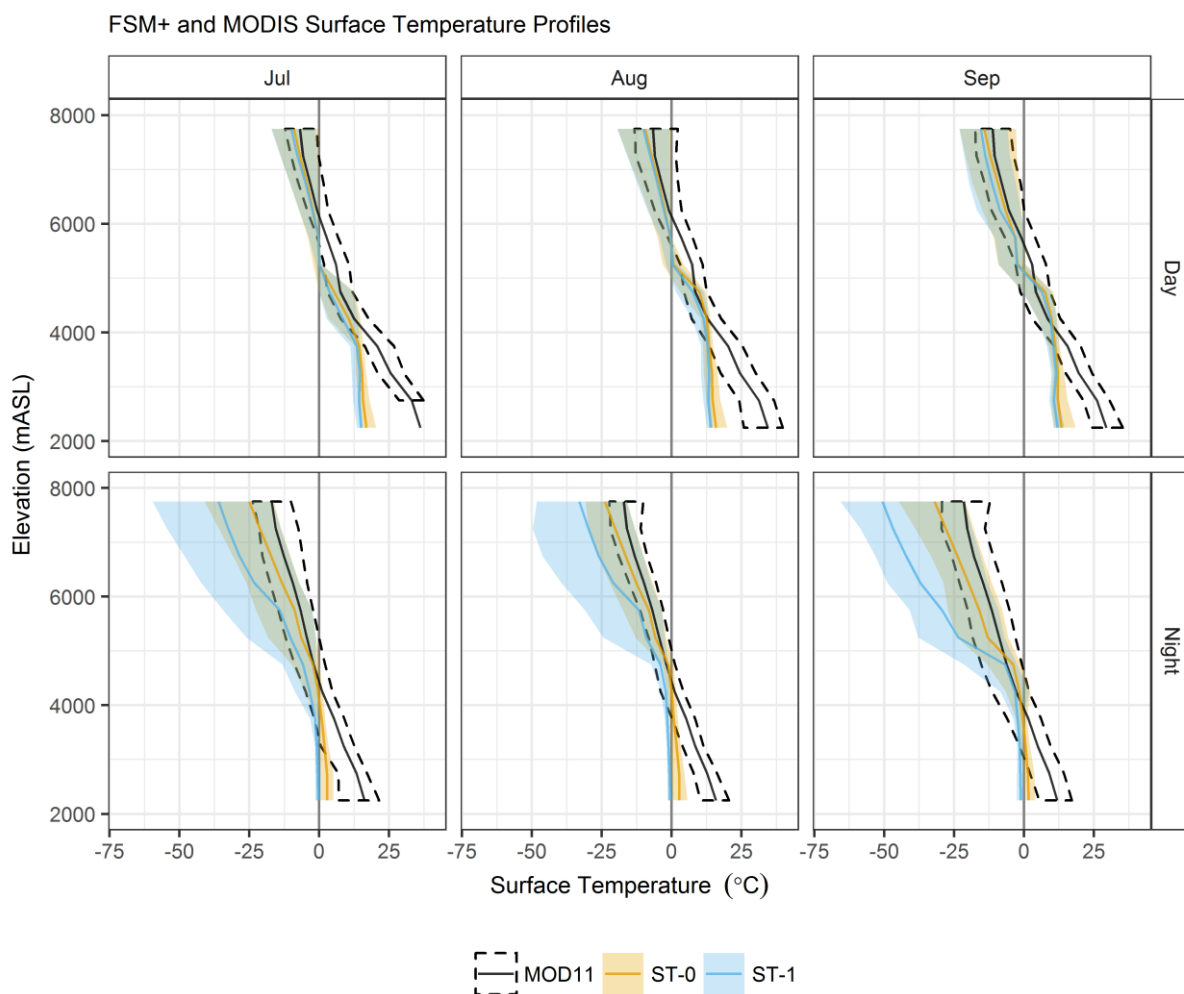 FSM+ and MODIS Surface Temperature Profiles
Jul Aug Sep
8000
6000
4000
2000
Day
8000
6000
4000
2000
Night
Elevation (mASL)
-75 -50 -25 0 25 -75 -50 -25 0 25 -75 -50 -25 0 25
Surface Temperature (°C)
MOD11 ST-0 ST-1